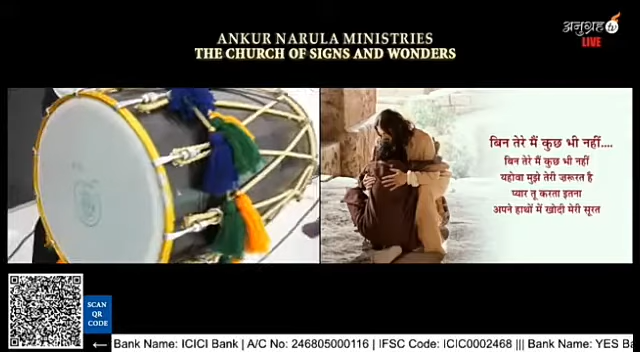 ANKUR NARULA MINISTRIES
THE CHURCH OF SIGNS AND WONDERS
अनुग्रह tv
LIVE
बिन तेरे मैं कुछ भी नहीं....
बिन तेरे मैं कुछ भी नहीं
यहोवा मुझे तेरी ज़रूरत है
प्यार तू करता इतना
अपने हाथों में खोदी मेरी सूरत
SCAN
QR
CODE
← Bank Name: ICICI Bank | A/C No: 246805000116 | IFSC Code: ICIC0002468 ||| Bank Name: YES Ba